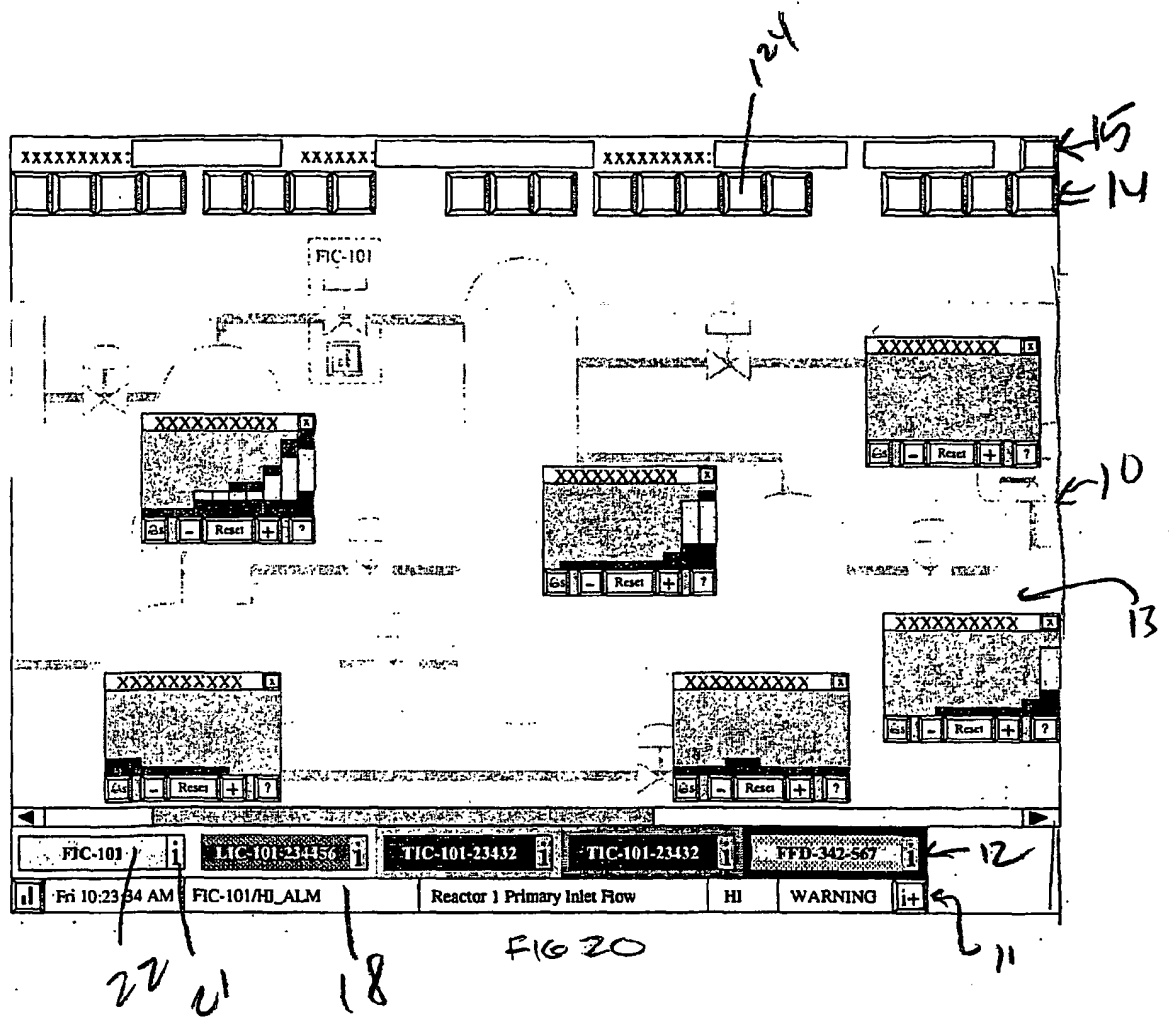 124
15
XXXXXXXXX: XXXXXX: XXXXXXXXX:
14
FIC-101
XXXXXXXXXX x
XXXXXXXXXX x
- Reset + ?
XXXXXXXXXX x
10
- Reset + ?
- Reset + ?
13
XXXXXXXXXX x
XXXXXXXXXX x
XXXXXXXXXX x
- Reset + ?
- Reset + ?
- Reset + ?
FIC-101 i LIC-101-234356 i TIC-101-23432 i TIC-101-23432 i FFD-342-567 i
12
Fri 10:23:34 AM FIC-101/HI_ALM Reactor 1 Primary Inlet Flow HI WARNING i+
11
FIG 20
22 21 18